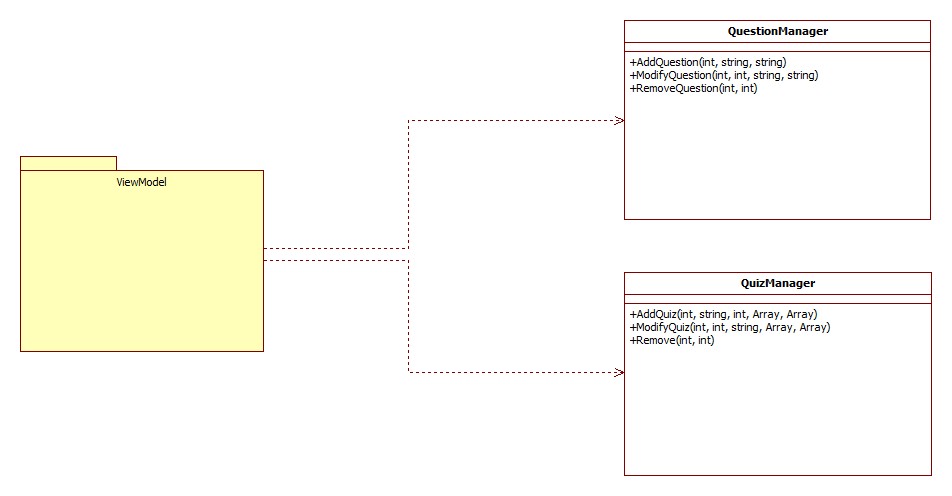 QuestionManager
+AddQuestion(int, string, string)
+ModifyQuestion(int, int, string, string)
+RemoveQuestion(int, int)
ViewModel
QuizManager
+AddQuiz(int, string, int, Array, Array)
+ModifyQuiz(int, int, string, Array, Array)
+Remove(int, int)